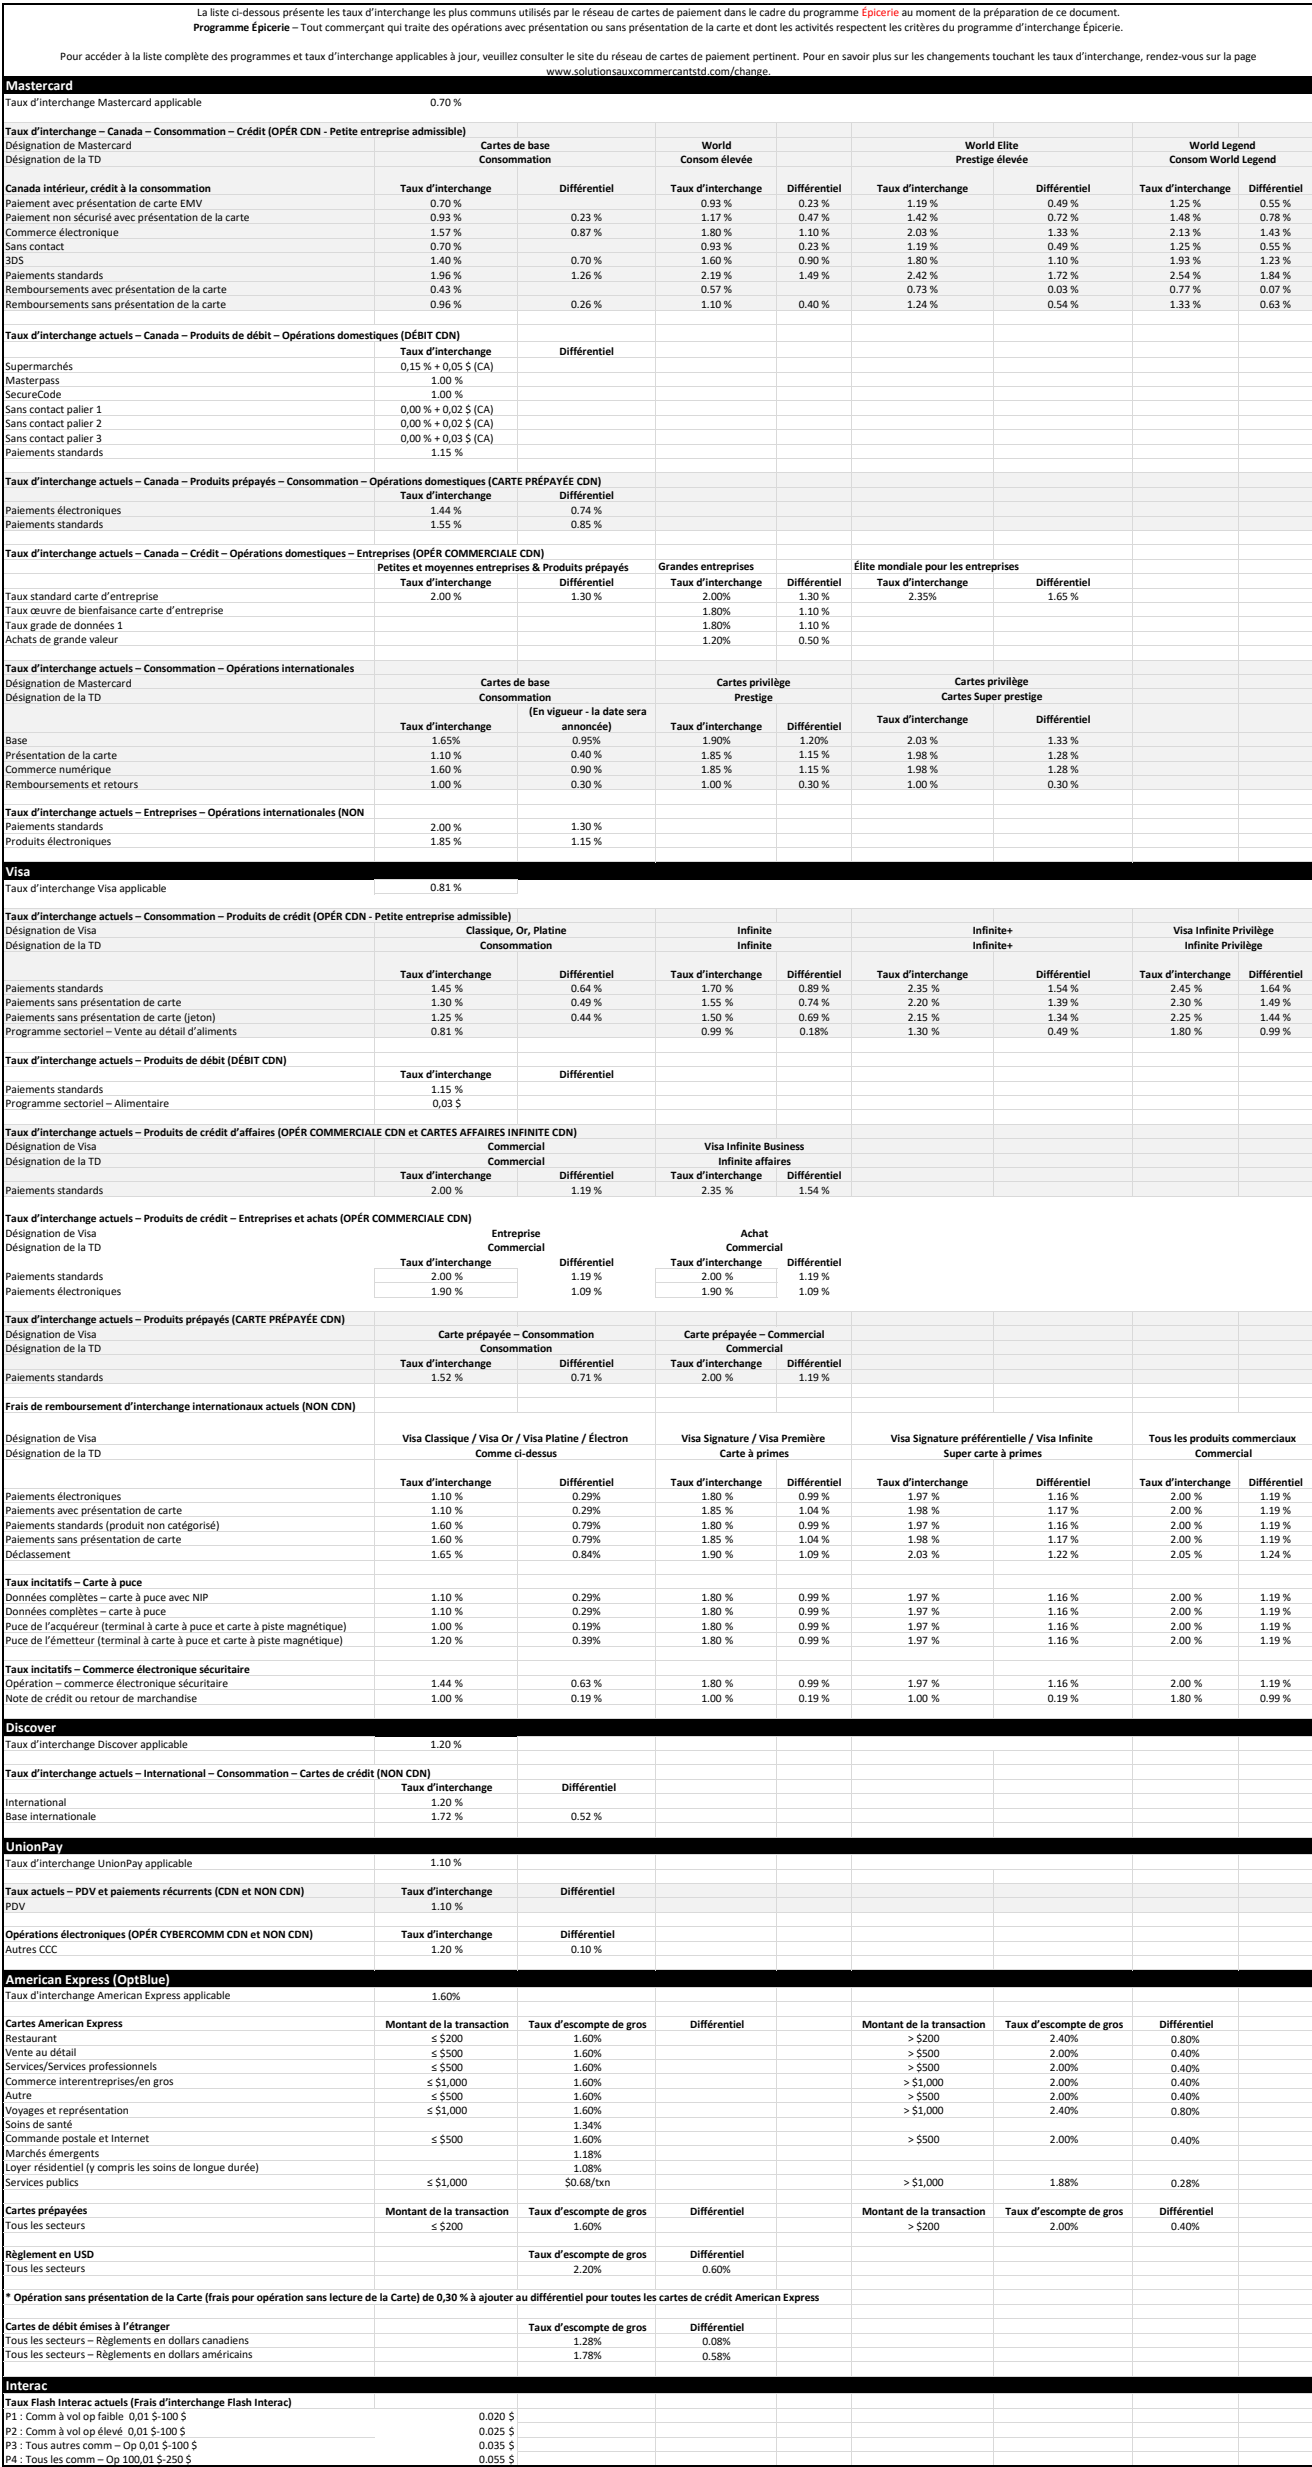 La liste ci-dessous présente les taux d’interchange les plus communs utilisés par le réseau de cartes de paiement dans le cadre du programme Épicerie au moment de la préparation de ce document.
Programme Épicerie – Tout commerçant qui traite des opérations avec présentation ou sans présentation de la carte et dont les activités respectent les critères du programme d’interchange Épicerie.
Pour accéder à la liste complète des programmes et taux d’interchange applicables à jour, veuillez consulter le site du réseau de cartes de paiement pertinent. Pour en savoir plus sur les changements touchant les taux d’interchange, rendez-vous sur la page
www.solutionsauxcommercantstd.com/change.
Mastercard
Taux d’interchange Mastercard applicable 0.70 %
Taux d’interchange – Canada – Consommation – Crédit (OPÉR CDN - Petite entreprise admissible)
Désignation de Mastercard Cartes de base World World Elite World Legend
Désignation de la TD Consommation Consom élevée Prestige élevée Consom World Legend
Canada intérieur, crédit à la consommation Taux d’interchange Différentiel Taux d’interchange Différentiel Taux d’interchange Différentiel Taux d’interchange Différentiel
Paiement avec présentation de carte EMV 0.70 % 0.93 % 0.23 % 1.19 % 0.49 % 1.25 % 0.55 %
Paiement non sécurisé avec présentation de la carte 0.93 % 0.23 % 1.17 % 0.47 % 1.42 % 0.72 % 1.48 % 0.78 %
Commerce électronique 1.57 % 0.87 % 1.80 % 1.10 % 2.03 % 1.33 % 2.13 % 1.43 %
Sans contact 0.70 % 0.93 % 0.23 % 1.19 % 0.49 % 1.25 % 0.55 %
3DS 1.40 % 0.70 % 1.60 % 0.90 % 1.80 % 1.10 % 1.93 % 1.23 %
Paiements standards 1.96 % 1.26 % 2.19 % 1.49 % 2.42 % 1.72 % 2.54 % 1.84 %
Remboursements avec présentation de la carte 0.43 % 0.57 % 0.73 % 0.03 % 0.77 % 0.07 %
Remboursements sans présentation de la carte 0.96 % 0.26 % 1.10 % 0.40 % 1.24 % 0.54 % 1.33 % 0.63 %
Taux d’interchange actuels – Canada – Produits de débit – Opérations domestiques (DÉBIT CDN)
Taux d’interchange Différentiel
Supermarchés 0,15 % + 0,05 $ (CA)
Masterpass 1.00 %
SecureCode 1.00 %
Sans contact palier 1 0,00 % + 0,02 $ (CA)
Sans contact palier 2 0,00 % + 0,02 $ (CA)
Sans contact palier 3 0,00 % + 0,03 $ (CA)
Paiements standards 1.15 %
Taux d’interchange actuels – Canada – Produits prépayés – Consommation – Opérations domestiques (CARTE PRÉPAYÉE CDN)
Taux d’interchange Différentiel
Paiements électroniques 1.44 % 0.74 %
Paiements standards 1.55 % 0.85 %
Taux d’interchange actuels – Canada – Crédit – Opérations domestiques – Entreprises (OPÉR COMMERCIALE CDN)
Petites et moyennes entreprises & Produits prépayés Grandes entreprises Élite mondiale pour les entreprises
Taux d’interchange Différentiel Taux d’interchange Différentiel Taux d’interchange Différentiel
Taux standard carte d’entreprise 2.00 % 1.30 % 2.00% 1.30 % 2.35% 1.65 %
Taux œuvre de bienfaisance carte d’entreprise 1.80% 1.10 %
Taux grade de données 1 1.80% 1.10 %
Achats de grande valeur 1.20% 0.50 %
Taux d’interchange actuels – Consommation – Opérations internationales
Désignation de Mastercard Cartes de base Cartes privilège Cartes privilège
Désignation de la TD Consommation Prestige Cartes Super prestige
(En vigueur - la date sera
Taux d’interchange annoncée) Taux d’interchange Différentiel Taux d’interchange Différentiel
Base 1.65% 0.95% 1.90% 1.20% 2.03 % 1.33 %
Présentation de la carte 1.10 % 0.40 % 1.85 % 1.15 % 1.98 % 1.28 %
Commerce numérique 1.60 % 0.90 % 1.85 % 1.15 % 1.98 % 1.28 %
Remboursements et retours 1.00 % 0.30 % 1.00 % 0.30 % 1.00 % 0.30 %
Taux d’interchange actuels – Entreprises – Opérations internationales (NON
Paiements standards 2.00 % 1.30 %
Produits électroniques 1.85 % 1.15 %
Visa
Taux d’interchange Visa applicable 0.81 %
Taux d’interchange actuels – Consommation – Produits de crédit (OPÉR CDN - Petite entreprise admissible)
Désignation de Visa Classique, Or, Platine Infinite Infinite+ Visa Infinite Privilège
Désignation de la TD Consommation Infinite Infinite+ Infinite Privilège
Taux d’interchange Différentiel Taux d’interchange Différentiel Taux d’interchange Différentiel Taux d’interchange Différentiel
Paiements standards 1.45 % 0.64 % 1.70 % 0.89 % 2.35 % 1.54 % 2.45 % 1.64 %
Paiements sans présentation de carte 1.30 % 0.49 % 1.55 % 0.74 % 2.20 % 1.39 % 2.30 % 1.49 %
Paiements sans présentation de carte (jeton) 1.25 % 0.44 % 1.50 % 0.69 % 2.15 % 1.34 % 2.25 % 1.44 %
Programme sectoriel – Vente au détail d’aliments 0.81 % 0.99 % 0.18% 1.30 % 0.49 % 1.80 % 0.99 %
Taux d’interchange actuels – Produits de débit (DÉBIT CDN)
Taux d’interchange Différentiel
Paiements standards 1.15 %
Programme sectoriel – Alimentaire 0,03 $
Taux d’interchange actuels – Produits de crédit d’affaires (OPÉR COMMERCIALE CDN et CARTES AFFAIRES INFINITE CDN)
Désignation de Visa Commercial Visa Infinite Business
Désignation de la TD Commercial Infinite affaires
Taux d’interchange Différentiel Taux d’interchange Différentiel
Paiements standards 2.00 % 1.19 % 2.35 % 1.54 %
Taux d’interchange actuels – Produits de crédit – Entreprises et achats (OPÉR COMMERCIALE CDN)
Désignation de Visa Entreprise Achat
Désignation de la TD Commercial Commercial
Taux d’interchange Différentiel Taux d’interchange Différentiel
Paiements standards 2.00 % 1.19 % 2.00 % 1.19 %
Paiements électroniques 1.90 % 1.09 % 1.90 % 1.09 %
Taux d’interchange actuels – Produits prépayés (CARTE PRÉPAYÉE CDN)
Désignation de Visa Carte prépayée – Consommation Carte prépayée – Commercial
Désignation de la TD Consommation Commercial
Taux d’interchange Différentiel Taux d’interchange Différentiel
Paiements standards 1.52 % 0.71 % 2.00 % 1.19 %
Frais de remboursement d’interchange internationaux actuels (NON CDN)
Désignation de Visa Visa Classique / Visa Or / Visa Platine / Électron Visa Signature / Visa Première Visa Signature préférentielle / Visa Infinite Tous les produits commerciaux
Désignation de la TD Comme ci-dessus Carte à primes Super carte à primes Commercial
Taux d’interchange Différentiel Taux d’interchange Différentiel Taux d’interchange Différentiel Taux d’interchange Différentiel
Paiements électroniques 1.10 % 0.29% 1.80 % 0.99 % 1.97 % 1.16 % 2.00 % 1.19 %
Paiements avec présentation de carte 1.10 % 0.29% 1.85 % 1.04 % 1.98 % 1.17 % 2.00 % 1.19 %
Paiements standards (produit non catégorisé) 1.60 % 0.79% 1.80 % 0.99 % 1.97 % 1.16 % 2.00 % 1.19 %
Paiements sans présentation de carte 1.60 % 0.79% 1.85 % 1.04 % 1.98 % 1.17 % 2.00 % 1.19 %
Déclassement 1.65 % 0.84% 1.90 % 1.09 % 2.03 % 1.22 % 2.05 % 1.24 %
Taux incitatifs – Carte à puce
Données complètes – carte à puce avec NIP 1.10 % 0.29% 1.80 % 0.99 % 1.97 % 1.16 % 2.00 % 1.19 %
Données complètes – carte à puce 1.10 % 0.29% 1.80 % 0.99 % 1.97 % 1.16 % 2.00 % 1.19 %
Puce de l’acquéreur (terminal à carte à puce et carte à piste magnétique) 1.00 % 0.19% 1.80 % 0.99 % 1.97 % 1.16 % 2.00 % 1.19 %
Puce de l’émetteur (terminal à carte à puce et carte à piste magnétique) 1.20 % 0.39% 1.80 % 0.99 % 1.97 % 1.16 % 2.00 % 1.19 %
Taux incitatifs – Commerce électronique sécuritaire
Opération – commerce électronique sécuritaire 1.44 % 0.63 % 1.80 % 0.99 % 1.97 % 1.16 % 2.00 % 1.19 %
Note de crédit ou retour de marchandise 1.00 % 0.19 % 1.00 % 0.19 % 1.00 % 0.19 % 1.80 % 0.99 %
Discover
Taux d’interchange Discover applicable 1.20 %
Taux d’interchange actuels – International – Consommation – Cartes de crédit (NON CDN)
Taux d’interchange Différentiel
International 1.20 %
Base internationale 1.72 % 0.52 %
UnionPay
Taux d’interchange UnionPay applicable 1.10 %
Taux actuels – PDV et paiements récurrents (CDN et NON CDN) Taux d’interchange Différentiel
PDV 1.10 %
Opérations électroniques (OPÉR CYBERCOMM CDN et NON CDN) Taux d’interchange Différentiel
Autres CCC 1.20 % 0.10 %
American Express (OptBlue)
Taux d'interchange American Express applicable 1.60%
Cartes American Express Montant de la transaction Taux d’escompte de gros Différentiel Montant de la transaction Taux d’escompte de gros Différentiel
Restaurant ≤ $200 1.60% > $200 2.40% 0.80%
Vente au détail ≤ $500 1.60% > $500 2.00% 0.40%
Services/Services professionnels ≤ $500 1.60% > $500 2.00% 0.40%
Commerce interentreprises/en gros ≤ $1,000 1.60% > $1,000 2.00% 0.40%
Autre ≤ $500 1.60% > $500 2.00% 0.40%
Voyages et représentation ≤ $1,000 1.60% > $1,000 2.40% 0.80%
Soins de santé 1.34%
Commande postale et Internet ≤ $500 1.60% > $500 2.00% 0.40%
Marchés émergents 1.18%
Loyer résidentiel (y compris les soins de longue durée) 1.08%
Services publics ≤ $1,000 $0.68/txn > $1,000 1.88% 0.28%
Cartes prépayées Montant de la transaction Taux d’escompte de gros Différentiel Montant de la transaction Taux d’escompte de gros Différentiel
Tous les secteurs ≤ $200 1.60% > $200 2.00% 0.40%
Règlement en USD Taux d’escompte de gros Différentiel
Tous les secteurs 2.20% 0.60%
* Opération sans présentation de la Carte (frais pour opération sans lecture de la Carte) de 0,30 % à ajouter au différentiel pour toutes les cartes de crédit American Express
Cartes de débit émises à l’étranger Taux d’escompte de gros Différentiel
Tous les secteurs – Règlements en dollars canadiens 1.28% 0.08%
Tous les secteurs – Règlements en dollars américains 1.78% 0.58%
Interac
Taux Flash Interac actuels (Frais d’interchange Flash Interac)
P1 : Comm à vol op faible 0,01 $-100 $ 0.020 $
P2 : Comm à vol op élevé 0,01 $-100 $ 0.025 $
P3 : Tous autres comm – Op 0,01 $-100 $ 0.035 $
P4 : Tous les comm – Op 100,01 $-250 $ 0.055 $